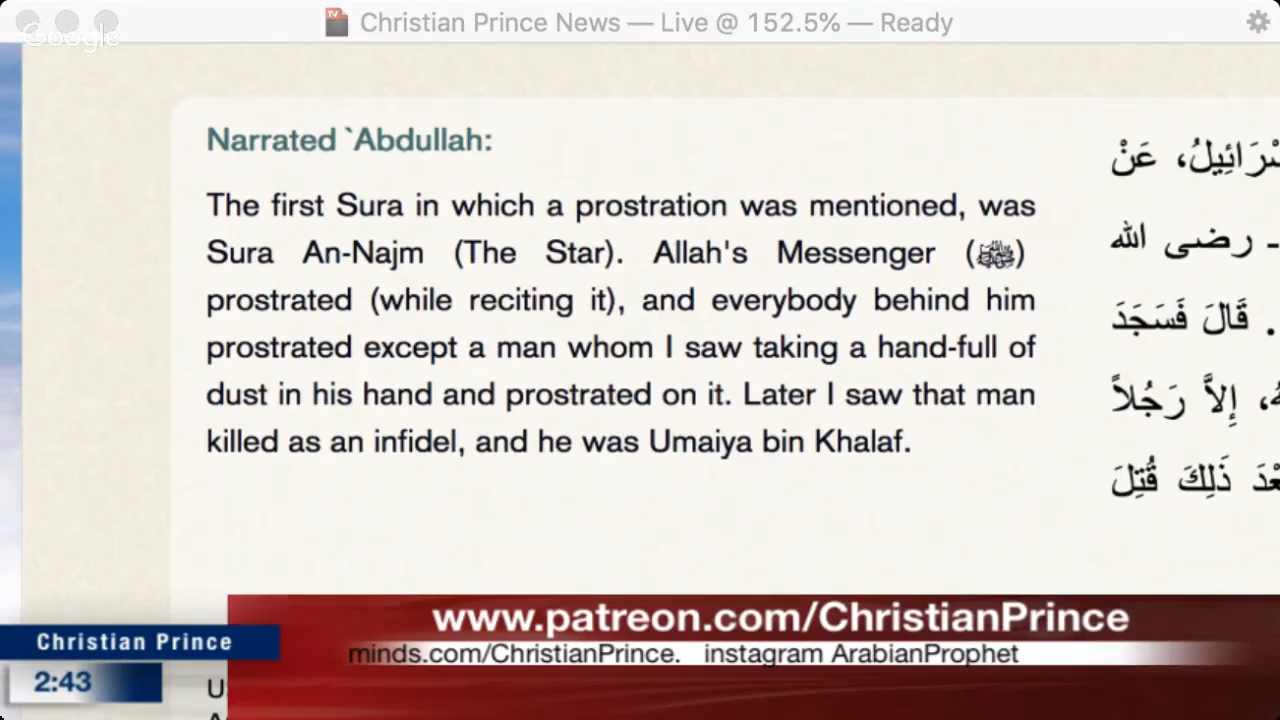 Christian Prince News — Live @ 152.5% — Ready
Google
Narrated `Abdullah:
The first Sura in which a prostration was mentioned, was
Sura An-Najm (The Star). Allah's Messenger (ﷺ)
prostrated (while reciting it), and everybody behind him
prostrated except a man whom I saw taking a hand-full of
dust in his hand and prostrated on it. Later I saw that man
killed as an infidel, and he was Umaiya bin Khalaf.
عَنْ
ـ رضى الله
. قَالَ فَسَجَدَ
إِلاَّ رَجُلاً
ذَلِكَ قُتِلَ
www.patreon.com/ChristianPrince
minds.com/ChristianPrince. instagram ArabianProphet
Christian Prince
2:43